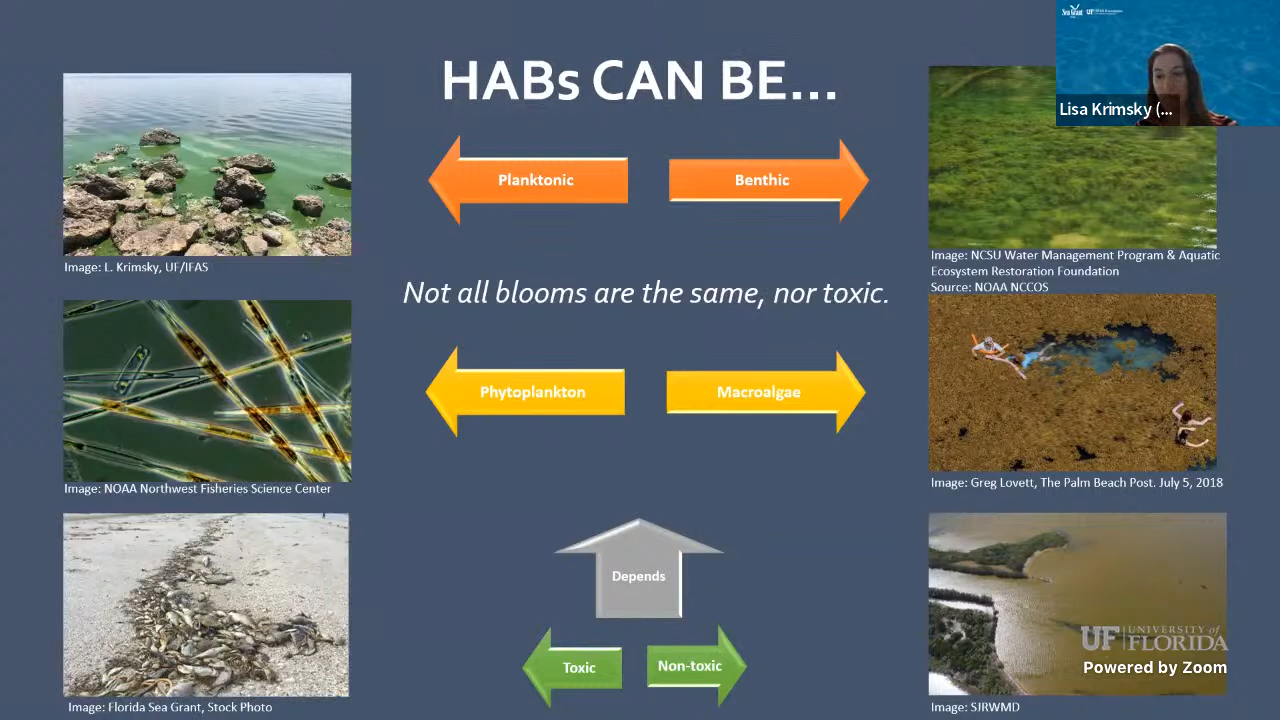 HABs CAN BE...
Sea Grant UF
Lisa Krimsky (...
Planktonic
Benthic
Image: L. Krimsky, UF/IFAS
Image: NCSU Water Management Program & Aquatic
Ecosystem Restoration Foundation
Source: NOAA NCCOS
Not all blooms are the same, nor toxic.
Phytoplankton
Macroalgae
Image: NOAA Northwest Fisheries Science Center
Image: Greg Lovett, The Palm Beach Post. July 5, 2018
Depends
Toxic
Non-toxic
UF UNIVERSITY of
FLORIDA
Powered by Zoom
Image: Florida Sea Grant, Stock Photo
Image: SJRWMD